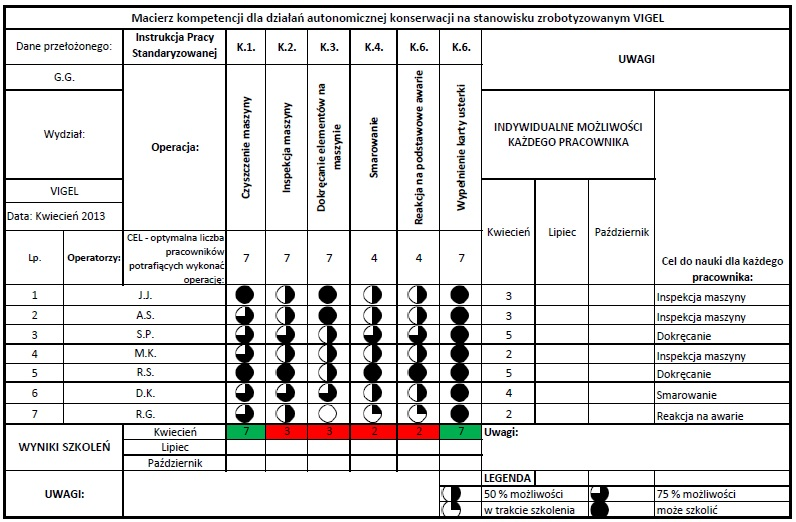 Macierz kompetencji dla działań autonomicznej konserwacji na stanowisku zrobotyzowanym VIGEL
Dane przełożonego:
Instrukcja Pracy
Standaryzowanej
K.1. K.2. K.3. K.4. K.6. K.6.
UWAGI
G.G.
Wydział:
Operacja:
Czyszczenie maszyny
Inspekcja maszyny
Dokręcanie elementów na
maszynie
Smarowanie
Reakcja na podstawowe awarie
Wypełnienie karty usterki
INDYWIDUALNE MOŻLIWOŚCI
KAŻDEGO PRACOWNIKA
VIGEL
Data: Kwiecień 2013
Kwiecień Lipiec Październik
Cel do nauki dla każdego
pracownika:
Lp. Operatorzy:
CEL - optymalna liczba
pracowników
potrafiących wykonać
operację:
7 7 7 4 4 7
1 J.J. 3 Inspekcja maszyny
2 A.S. 3 Inspekcja maszyny
3 S.P. 5 Dokręcanie
4 M.K. 2 Inspekcja maszyny
5 R.S. 5 Dokręcanie
6 D.K. 4 Smarowanie
7 R.G. 2 Reakcja na awarie
WYNIKI SZKOLEŃ
Kwiecień 7 3 3 2 2 7 Uwagi:
Lipiec
Październik
UWAGI:
LEGENDA
50 % możliwości 75 % możliwości
w trakcie szkolenia może szkolić